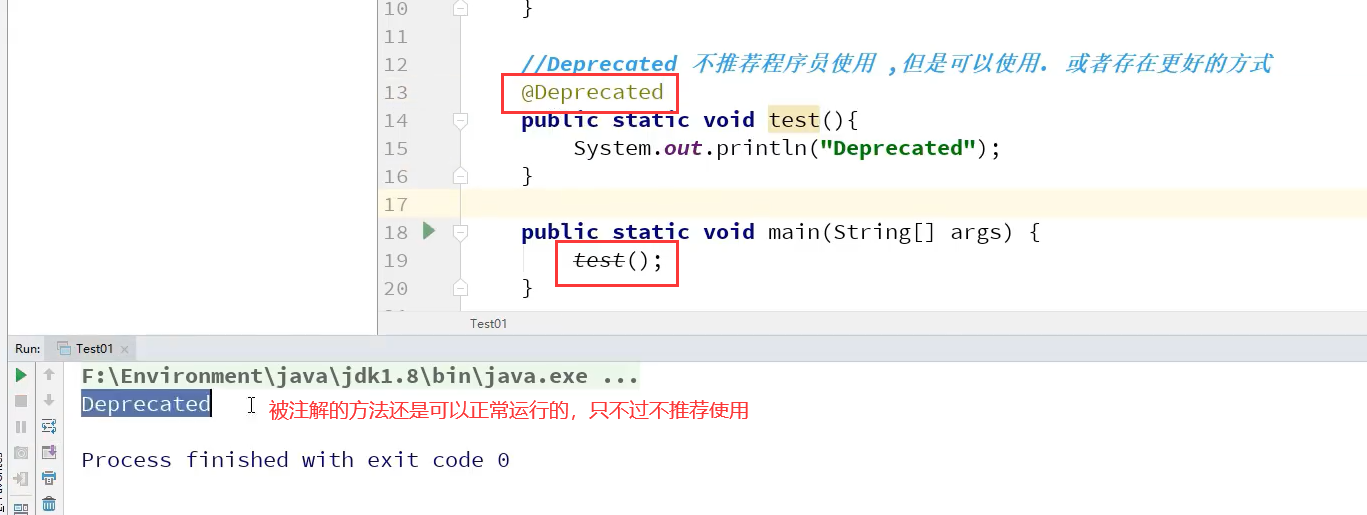 10 }
11
12 //Deprecated 不推荐程序员使用 ,但是可以使用. 或者存在更好的方式
13 @Deprecated
14 public static void test(){
15 System.out.println("Deprecated");
16 }
17
18 public static void main(String[] args) {
19 test();
20 }
Test01
Run: Test01
F:\Environment\java\jdk1.8\bin\java.exe ...
Deprecated 被注解的方法还是可以正常运行的，只不过不推荐使用
Process finished with exit code 0